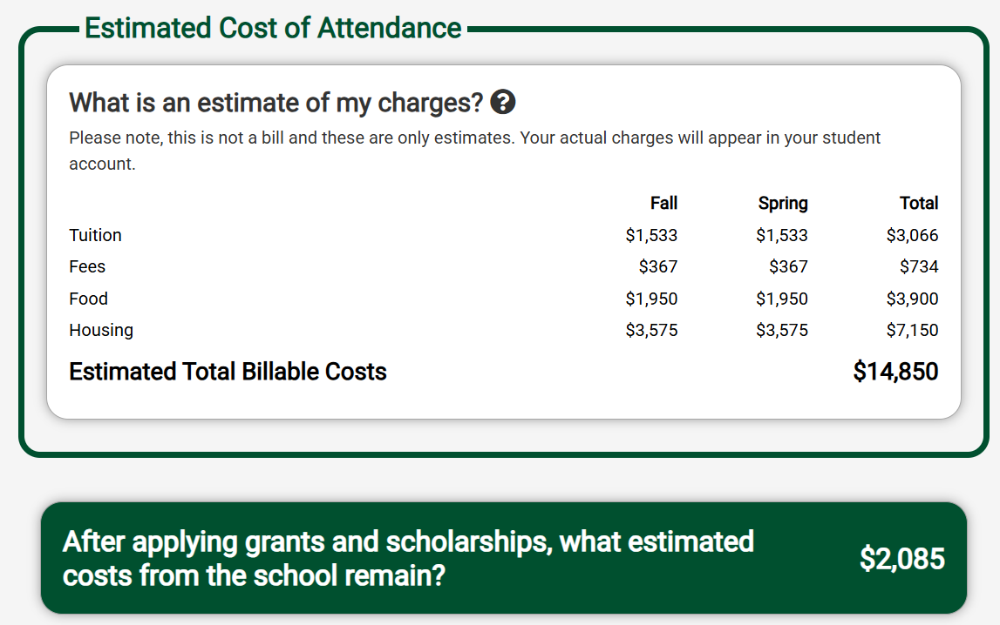 Estimated Cost of Attendance
What is an estimate of my charges? ?
Please note, this is not a bill and these are only estimates. Your actual charges will appear in your student
account.
Fall Spring Total
Tuition $1,533 $1,533 $3,066
Fees $367 $367 $734
Food $1,950 $1,950 $3,900
Housing $3,575 $3,575 $7,150
Estimated Total Billable Costs $14,850
After applying grants and scholarships, what estimated
costs from the school remain? $2,085